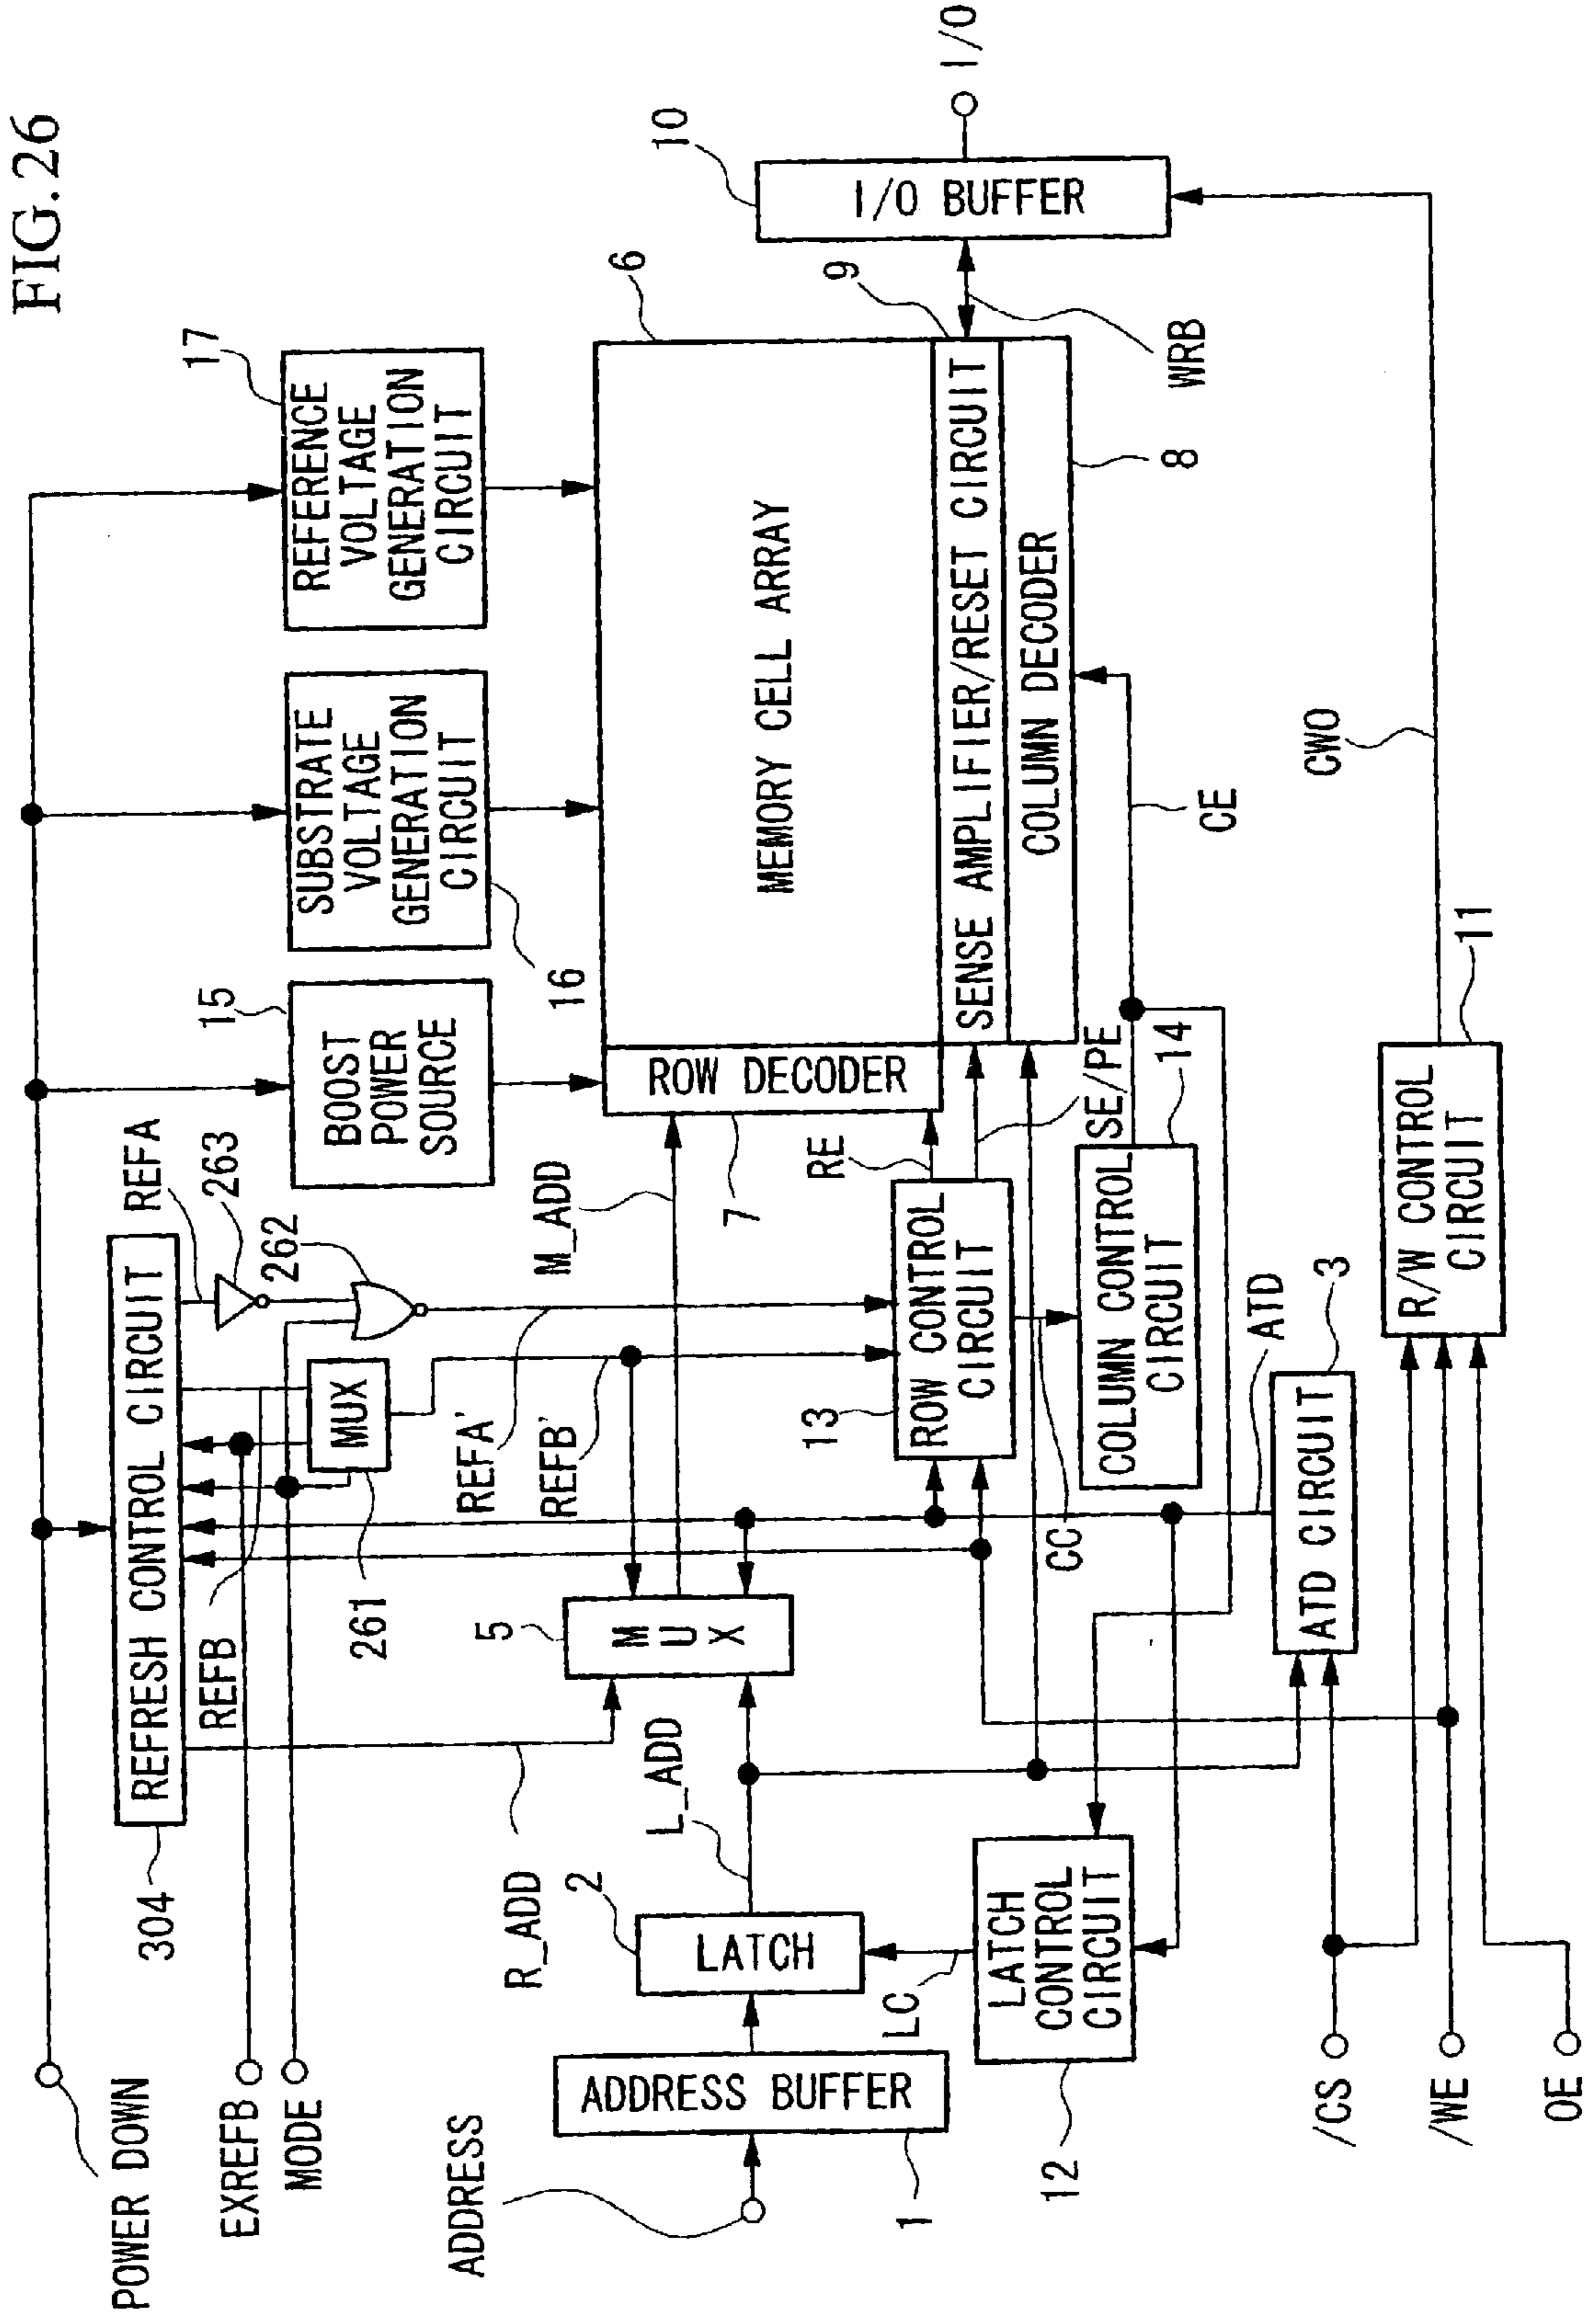 FIG.26
POWER DOWN
EXREFB
MODE
304
REFRESH CONTROL CIRCUIT
REFB
261
MUX
REFA
263
262
15
BOOST
POWER
SOURCE
SUBSTRATE
VOLTAGE
GENERATION
CIRCUIT
16
17
REFERENCE
VOLTAGE
GENERATION
CIRCUIT
REFA'
REFB'
R_ADD
M_ADD
ADDRESS
ADDRESS BUFFER
1
2
LATCH
L_ADD
5
MUX
7
ROW DECODER
MEMORY CELL ARRAY
6
SENSE AMPLIFIER/RESET CIRCUIT
9
COLUMN DECODER
8
WRB
10
I/O BUFFER
I/O
LC
LATCH
CONTROL
CIRCUIT
12
13
ROW CONTROL
CIRCUIT
RE
SE/PE
CC
COLUMN CONTROL
CIRCUIT
14
CE
ATD
ATD CIRCUIT
3
CWO
R/W CONTROL
CIRCUIT
11
/CS
/WE
OE